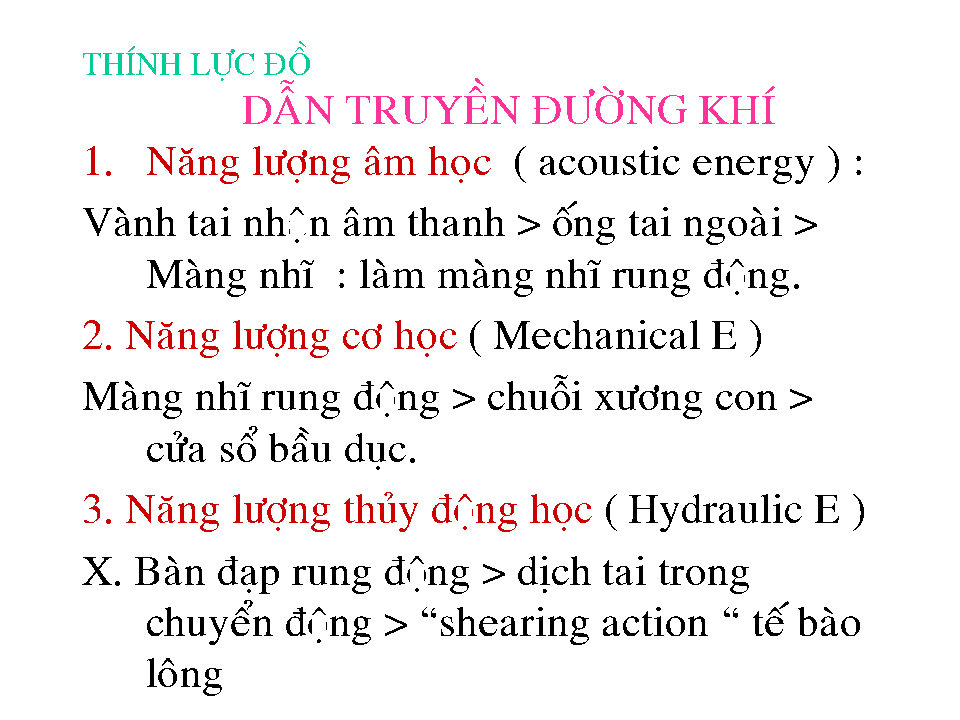 THÍNH LỰC ĐỒ
DẪN TRUYỀN ĐƯỜNG KHÍ
1. Năng lượng âm học ( acoustic energy ) :
Vành tai nhận âm thanh > ống tai ngoài >
Màng nhĩ : làm màng nhĩ rung động.
2. Năng lượng cơ học ( Mechanical E )
Màng nhĩ rung động > chuỗi xương con >
cửa sổ bầu dục.
3. Năng lượng thủy động học ( Hydraulic E )
X. Bàn đạp rung động > dịch tai trong
chuyển động > “shearing action “ tế bào
lông